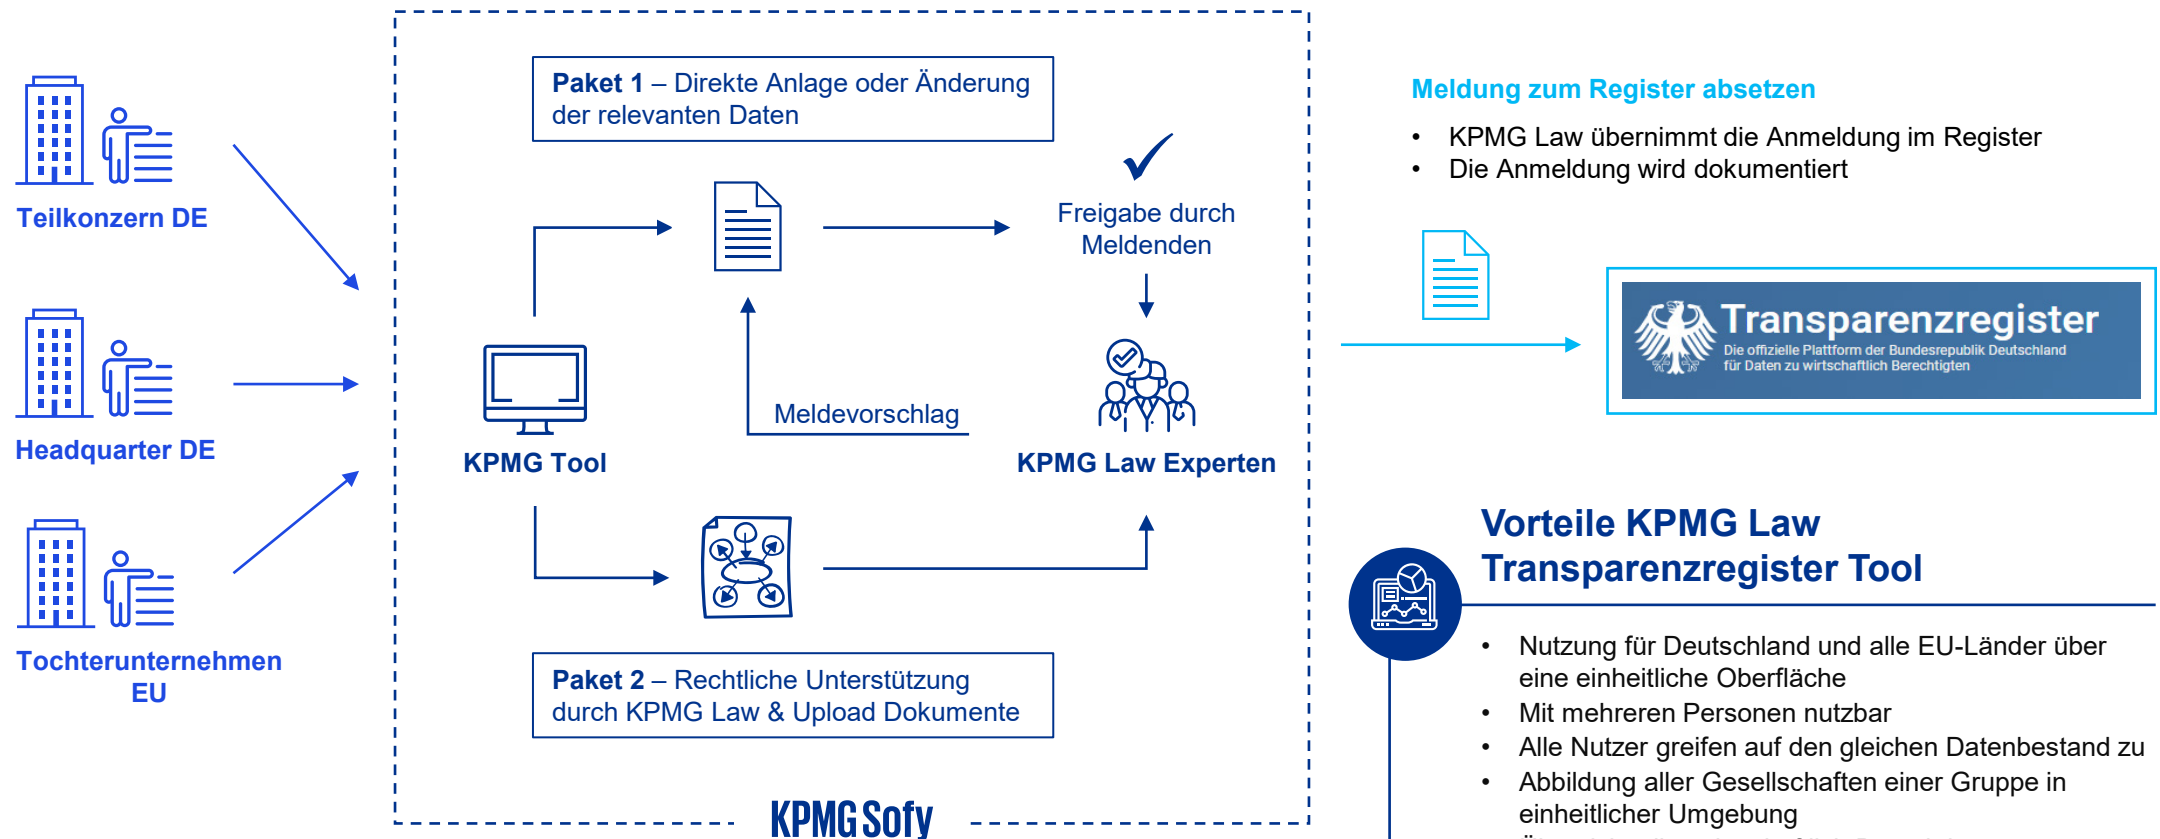 Teilkonzern DE
Headquarter DE
Tochterunternehmen
EU
Paket 1 – Direkte Anlage oder Änderung
der relevanten Daten
Freigabe durch
Meldenden
Meldevorschlag
KPMG Tool
KPMG Law Experten
Paket 2 – Rechtliche Unterstützung
durch KPMG Law & Upload Dokumente
KPMG Sofy
Meldung zum Register absetzen
• KPMG Law übernimmt die Anmeldung im Register
• Die Anmeldung wird dokumentiert
Transparenzregister
Die offizielle Plattform der Bundesrepublik Deutschland
für Daten zu wirtschaftlich Berechtigten
Vorteile KPMG Law
Transparenzregister Tool
• Nutzung für Deutschland und alle EU-Länder über
eine einheitliche Oberfläche
• Mit mehreren Personen nutzbar
• Alle Nutzer greifen auf den gleichen Datenbestand zu
• Abbildung aller Gesellschaften einer Gruppe in
einheitlicher Umgebung